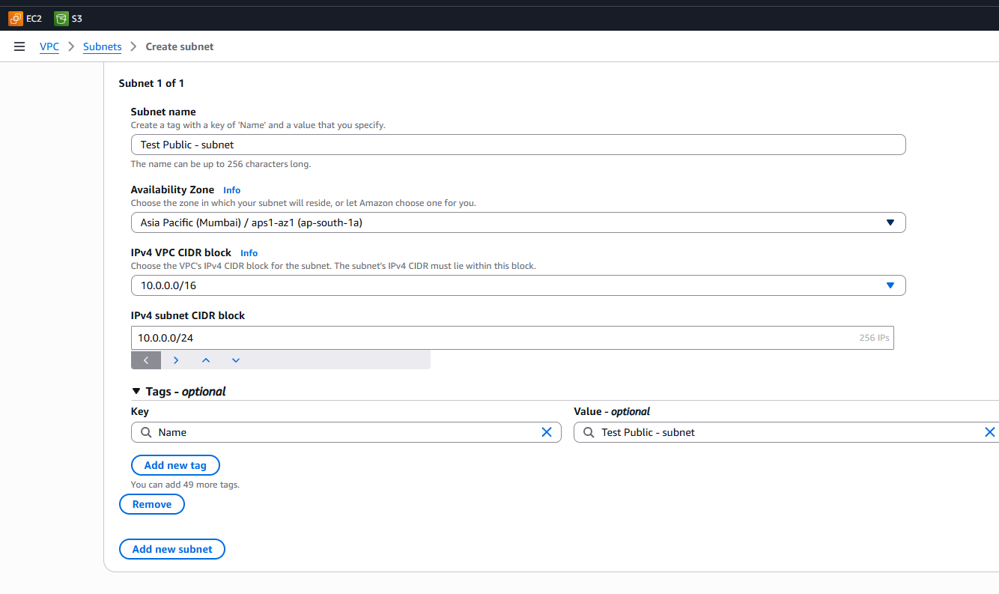 EC2 S3
VPC Subnets Create subnet
Subnet 1 of 1
Subnet name
Create a tag with a key of 'Name' and a value that you specify.
Test Public - subnet
The name can be up to 256 characters long.
Availability Zone Info
Choose the zone in which your subnet will reside, or let Amazon choose one for you.
Asia Pacific (Mumbai) / aps1-az1 (ap-south-1a)
IPv4 VPC CIDR block Info
Choose the VPC's IPv4 CIDR block for the subnet. The subnet's IPv4 CIDR must lie within this block.
10.0.0.0/16
IPv4 subnet CIDR block
10.0.0.0/24 256 IPs
Tags - optional
Key Value - optional
Name Test Public - subnet
Add new tag
You can add 49 more tags.
Remove
Add new subnet